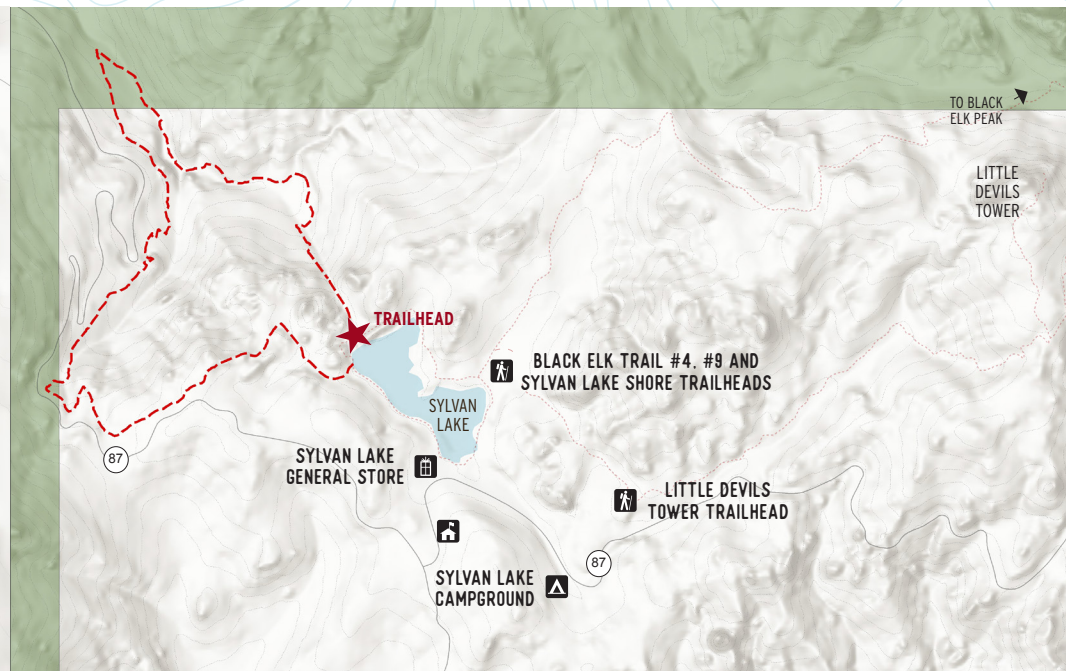 TO BLACK
ELK PEAK
LITTLE
DEVILS
TOWER
TRAILHEAD
BLACK ELK TRAIL #4, #9 AND
SYLVAN LAKE SHORE TRAILHEADS
SYLVAN
LAKE
SYLVAN LAKE
GENERAL STORE
87
LITTLE DEVILS
TOWER TRAILHEAD
87
SYLVAN LAKE
CAMPGROUND